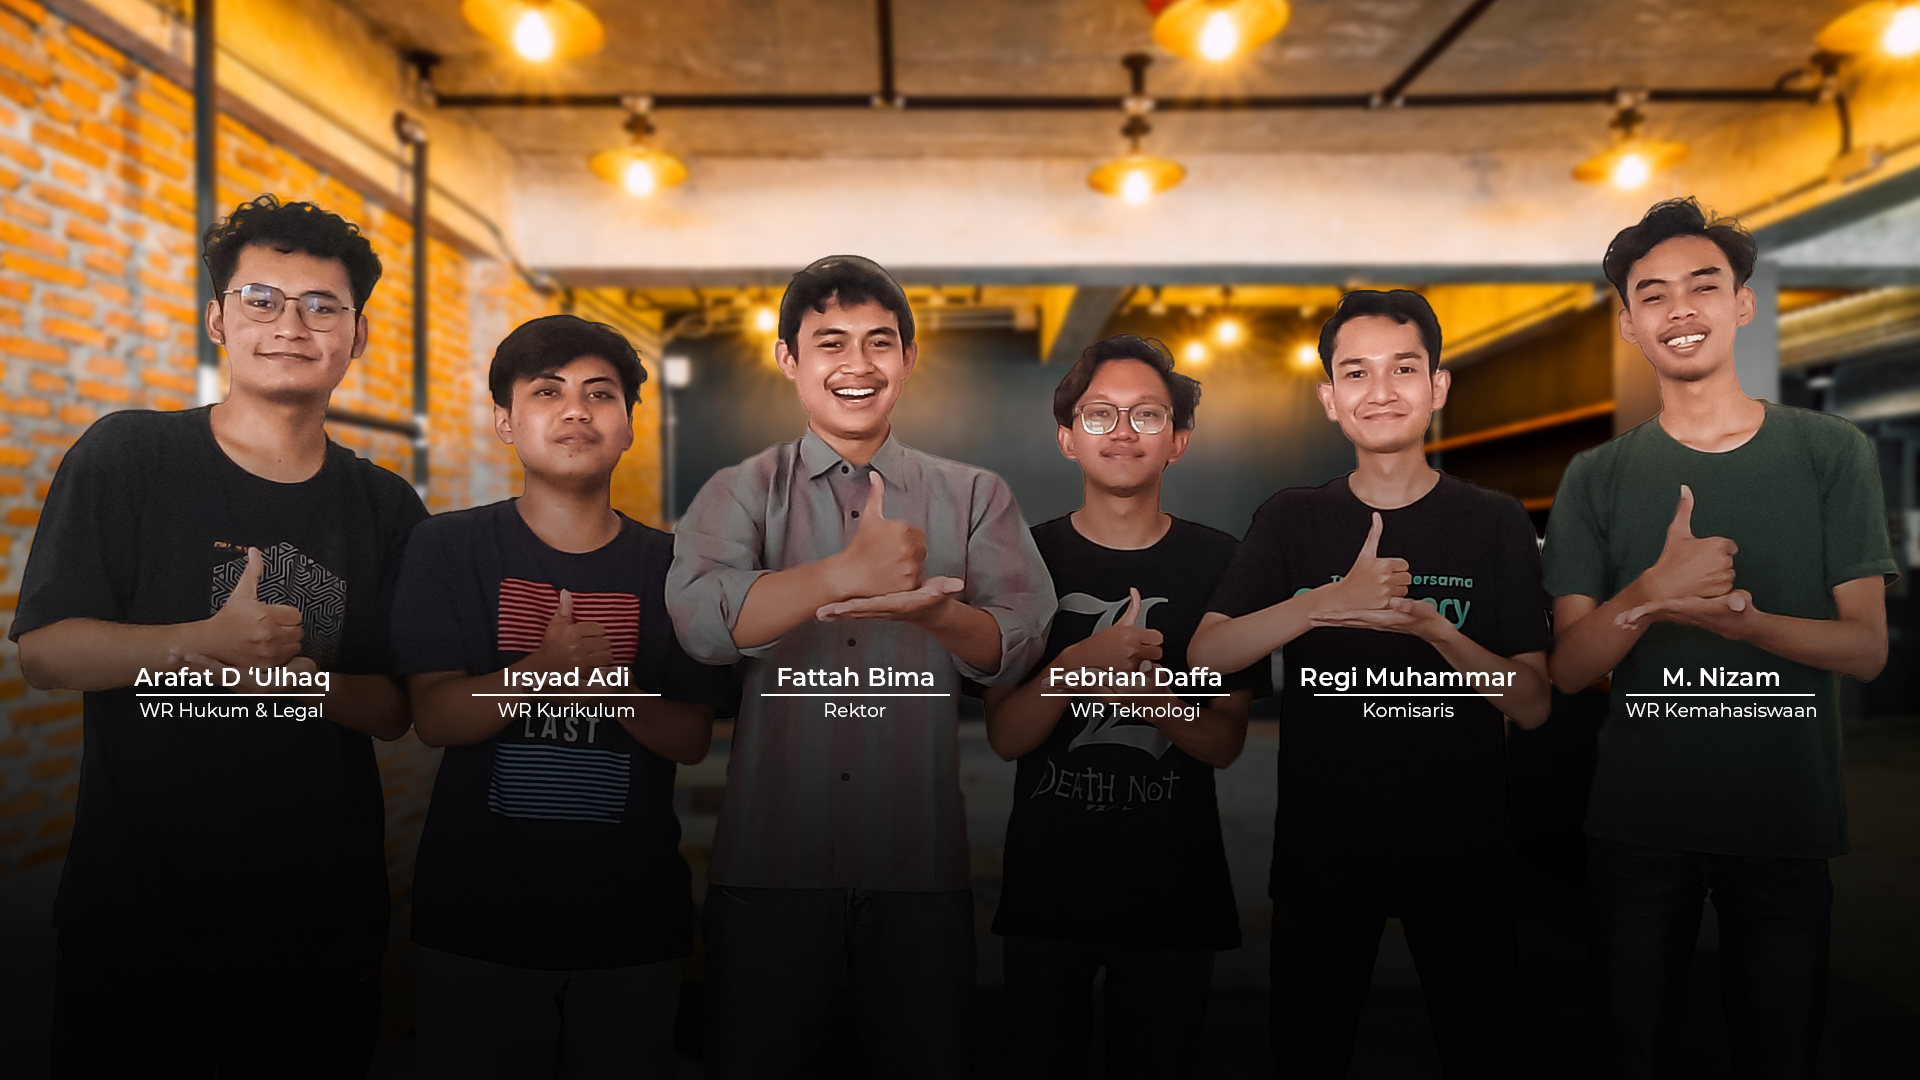 ersama
Arafat D ‘Ulhaq
WR Hukum & Legal
Irsyad Adi
WR Kurikulum
LAST
Fattah Bima
Rektor
Febrian Daffa
WR Teknologi
DEATH NOT
Regi Muhammar
Komisaris
M. Nizam
WR Kemahasiswaan